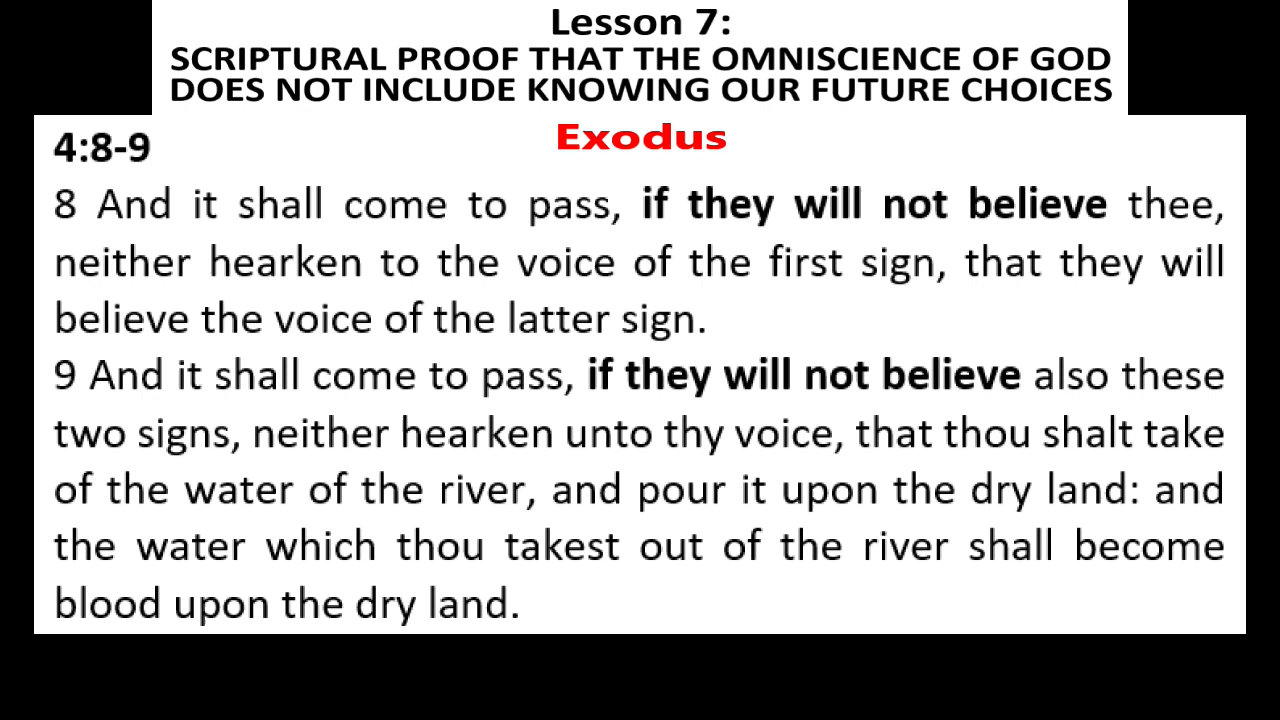 Lesson 7:
SCRIPTURAL PROOF THAT THE OMNISCIENCE OF GOD
DOES NOT INCLUDE KNOWING OUR FUTURE CHOICES
Exodus
4:8-9
8 And it shall come to pass, if they will not believe thee,
neither hearken to the voice of the first sign, that they will
believe the voice of the latter sign.
9 And it shall come to pass, if they will not believe also these
two signs, neither hearken unto thy voice, that thou shalt take
of the water of the river, and pour it upon the dry land: and
the water which thou takest out of the river shall become
blood upon the dry land.